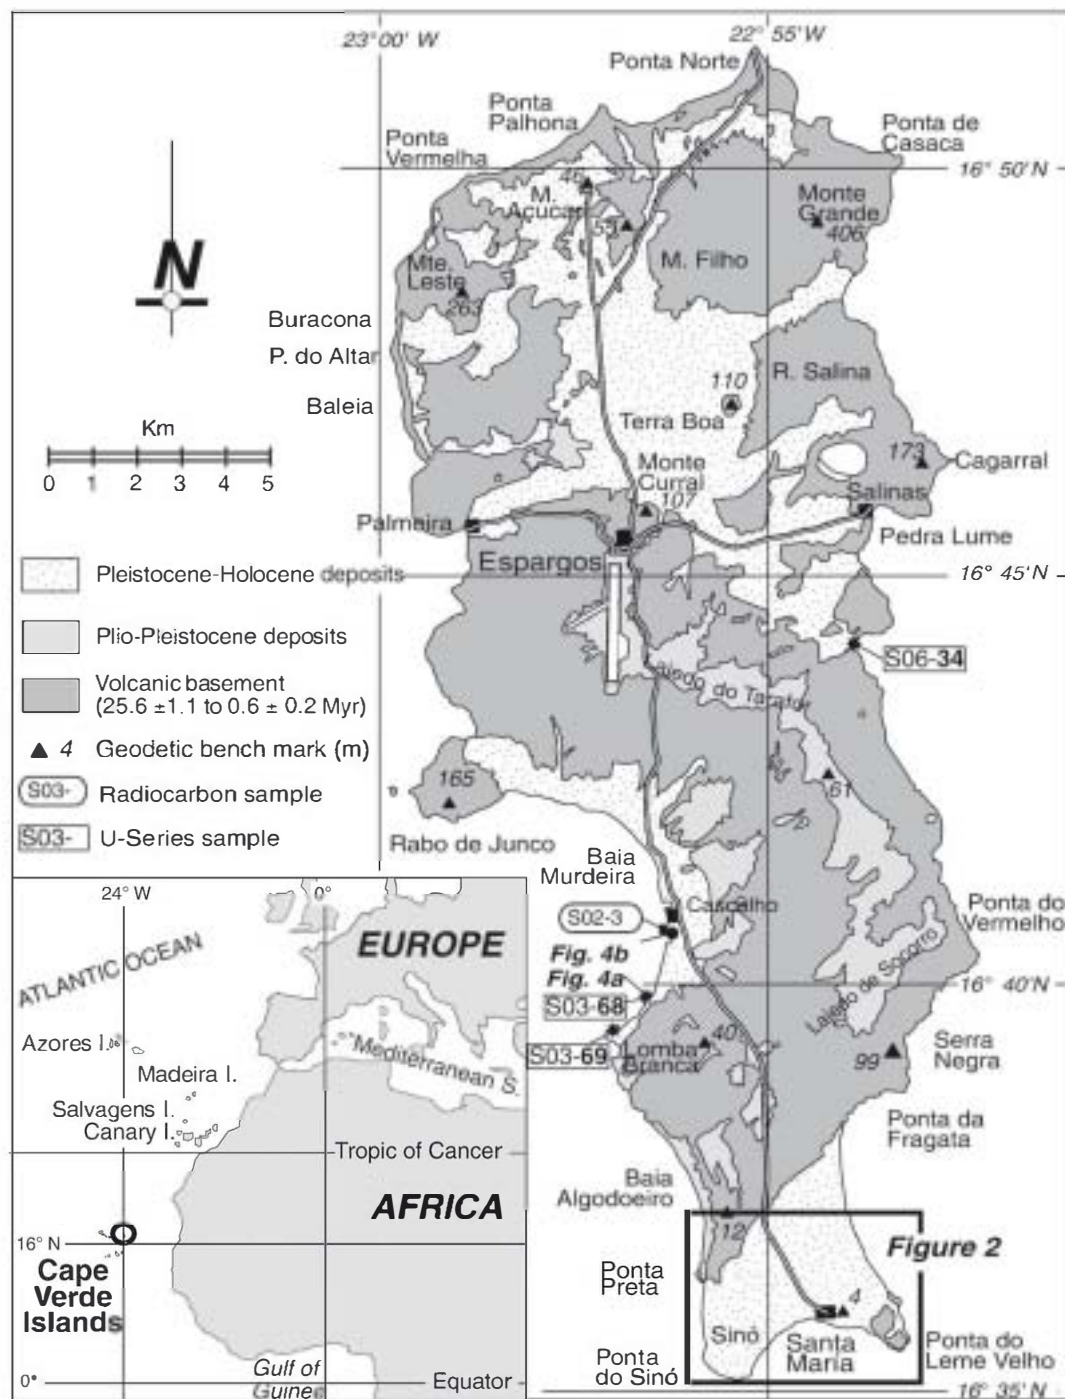 23° 00' W
22° 55' W
Ponta Norte
Ponta
Palhona
Ponta
Vermelha
Ponta de
Casaca
16° 50' N
46
M.
Açucar
55
Monte
Grande
406
M. Filho
N
Mte.
Leste
263
Buracona
P. do Altar
Baleia
R. Salina
110
Terra Boa
Km
0 1 2 3 4 5
Monte
Curral
107
173
Cagarral
Salinas
Palmeira
Pedra Lume
Espargos
16° 45' N
Pleistocene-Holocene deposits
Plio-Pleistocene deposits
Volcanic basement
(25.6 ±1.1 to 0.6 ± 0.2 Myr)
4 Geodetic bench mark (m)
S03- Radiocarbon sample
S03- U-Series sample
S06-34
Lajedo do Tarafot
61
165
Rabo de Junco
Baia
Murdeira
Cascalho
S02-3
Fig. 4b
Fig. 4a
S03-68
S03-69
Ponta do
Vermelho
Lajedo de Socorro
16° 40' N
40
Lomba
Branca
99
Serra
Negra
Ponta da
Fragata
Baia
Algodoeiro
12
Figure 2
Ponta
Preta
4
Sinó
Santa
Maria
Ponta
do Sinó
Ponta do
Leme Velho
16° 35' N
24° W
0°
ATLANTIC OCEAN
EUROPE
Azores I.
Madeira I.
Mediterranean S.
Salvagens I.
Canary I.
Tropic of Cancer
AFRICA
16° N
Cape
Verde
Islands
Gulf of
Guinee
0°
Equator